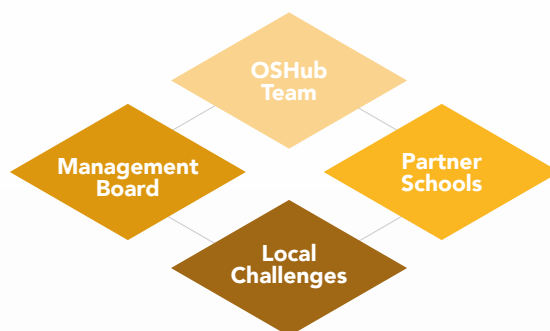 OSHub
Team
Management
Board
Partner
Schools
Local
Challenges